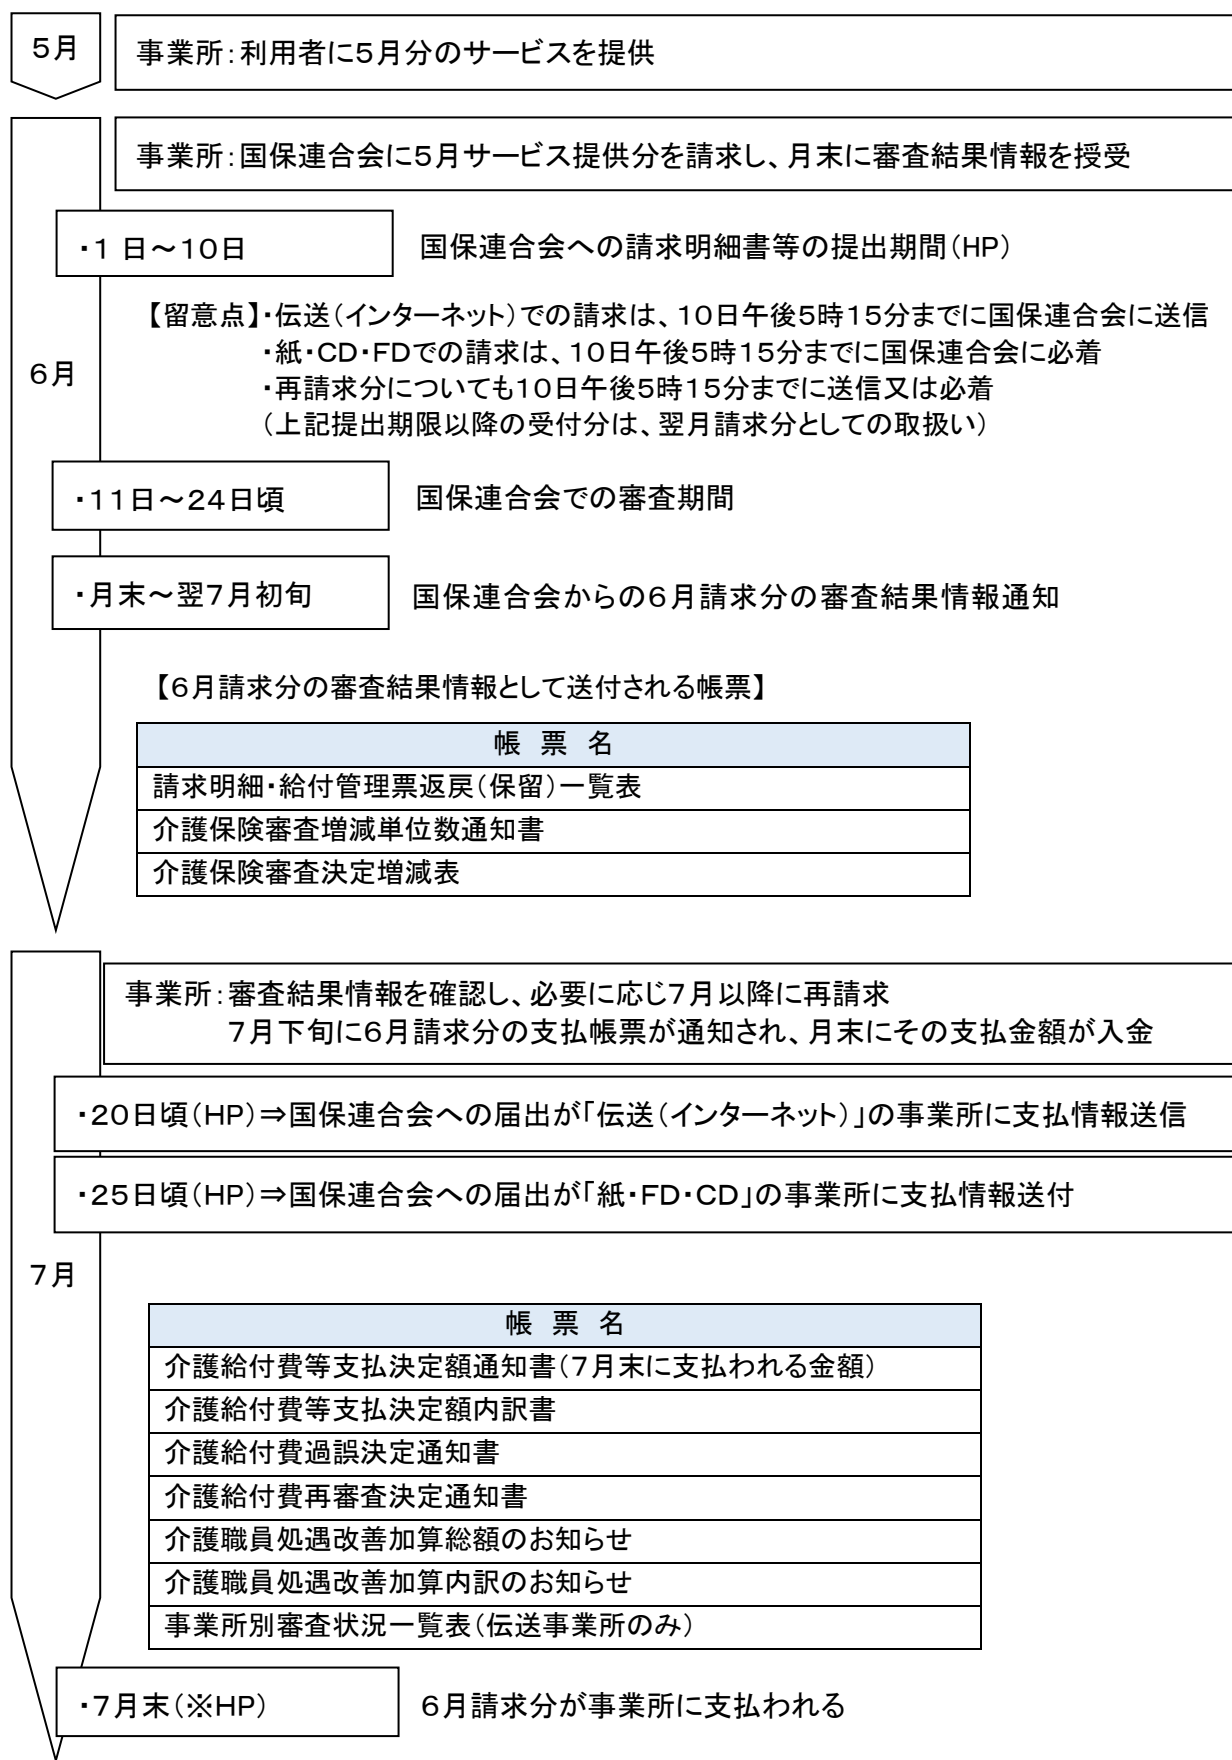 ５月
事業所：利用者に５月分のサービスを提供
事業所：国保連合会に５月サービス提供分を請求し、月末に審査結果情報を授受
・１ 日～１０日
国保連合会への請求明細書等の提出期間（HP）
【留意点】・伝送（インターネット）での請求は、１０日午後５時１５分までに国保連合会に送信
・紙・CD・FDでの請求は、１０日午後５時１５分までに国保連合会に必着
６月
・再請求分についても１０日午後５時１５分までに送信又は必着
（上記提出期限以降の受付分は、翌月請求分としての取扱い）
・１１日～２４日頃
国保連合会での審査期間
・月末～翌７月初旬
国保連合会からの６月請求分の審査結果情報通知
【６月請求分の審査結果情報として送付される帳票】
帳 票 名
請求明細・給付管理票返戻（保留）一覧表
介護保険審査増減単位数通知書
介護保険審査決定増減表
事業所：審査結果情報を確認し、必要に応じ７月以降に再請求
７月下旬に６月請求分の支払帳票が通知され、月末にその支払金額が入金
・２０日頃（HP）⇒国保連合会への届出が「伝送（インターネット）」の事業所に支払情報送信
・２５日頃（HP）⇒国保連合会への届出が「紙・FD・CD」の事業所に支払情報送付
７月
帳 票 名
介護給付費等支払決定額通知書（７月末に支払われる金額）
介護給付費等支払決定額内訳書
介護給付費過誤決定通知書
介護給付費再審査決定通知書
介護職員処遇改善加算総額のお知らせ
介護職員処遇改善加算内訳のお知らせ
事業所別審査状況一覧表（伝送事業所のみ）
・７月末（※HP）
６月請求分が事業所に支払われる